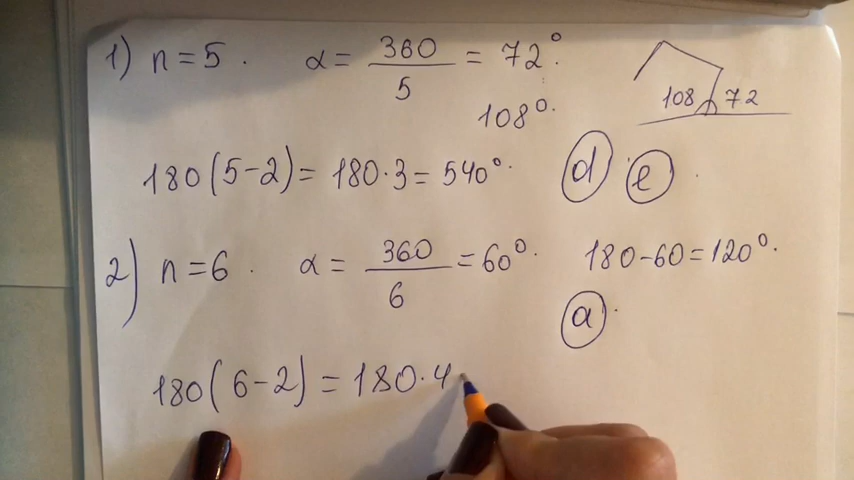 1) n=5. α = 360/5 = 72°.
108°.
108 72
180(5-2)= 180·3=540°. d e.
2) n=6. α = 360/6 = 60°. 180-60=120°.
a.
180(6-2)=180·4